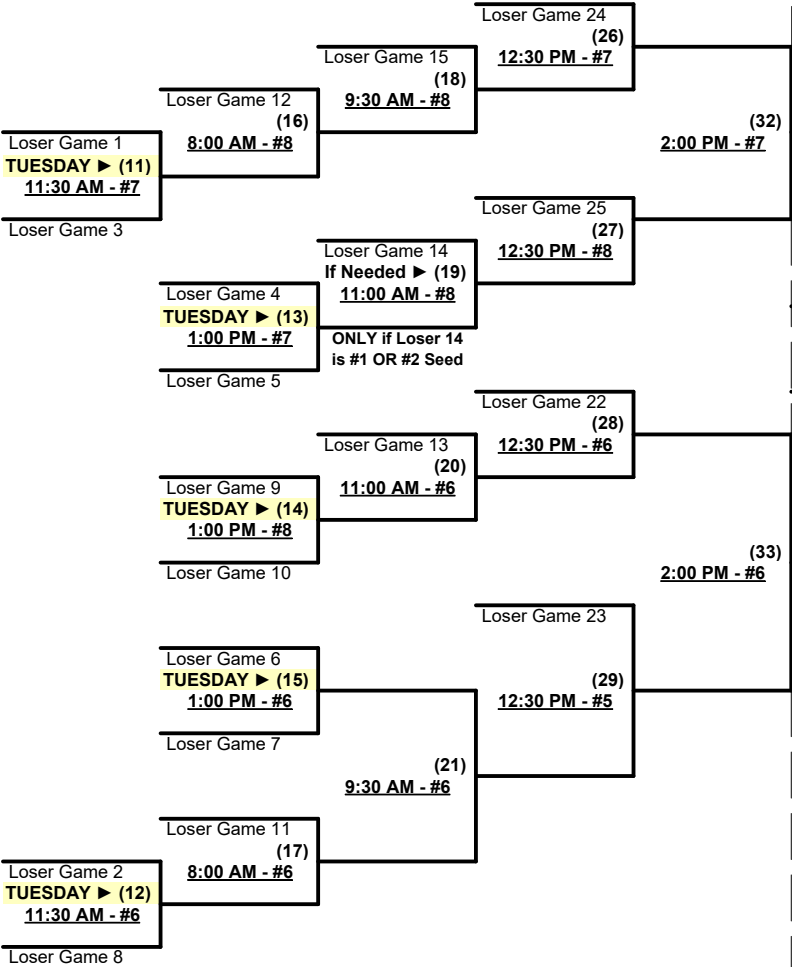 Loser Game 24
(26)
12:30 PM - #7
Loser Game 15
(18)
9:30 AM - #8
Loser Game 12
(16)
8:00 AM - #8
(32)
2:00 PM - #7
Loser Game 1
TUESDAY ► (11)
11:30 AM - #7
Loser Game 3
Loser Game 25
(27)
12:30 PM - #8
Loser Game 14
If Needed ► (19)
11:00 AM - #8
Loser Game 4
TUESDAY ► (13)
1:00 PM - #7
ONLY if Loser 14
is #1 OR #2 Seed
Loser Game 5
Loser Game 22
(28)
12:30 PM - #6
Loser Game 13
(20)
11:00 AM - #6
Loser Game 9
TUESDAY ► (14)
1:00 PM - #8
Loser Game 10
(33)
2:00 PM - #6
Loser Game 23
(29)
12:30 PM - #5
Loser Game 6
TUESDAY ► (15)
1:00 PM - #6
Loser Game 7
(21)
9:30 AM - #6
Loser Game 11
(17)
8:00 AM - #6
Loser Game 2
TUESDAY ► (12)
11:30 AM - #6
Loser Game 8